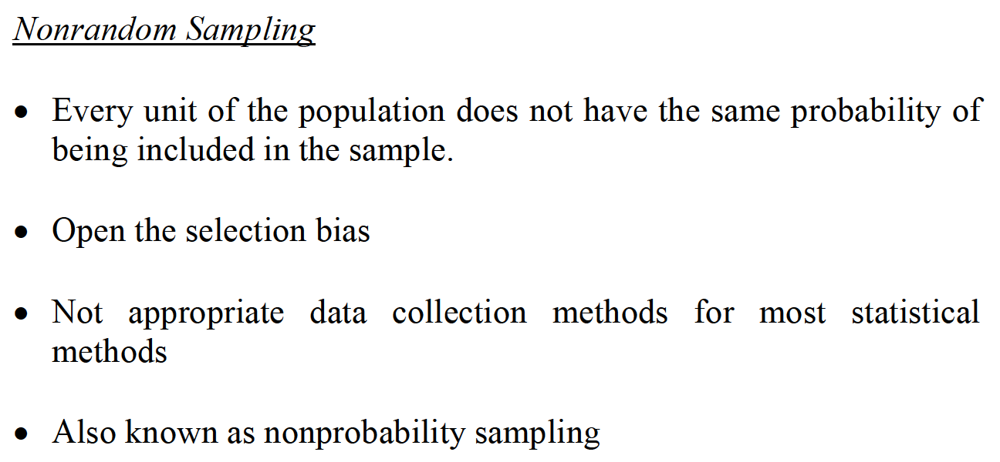 Nonrandom Sampling
• Every unit of the population does not have the same probability of
being included in the sample.
• Open the selection bias
• Not appropriate data collection methods for most statistical
methods
• Also known as nonprobability sampling